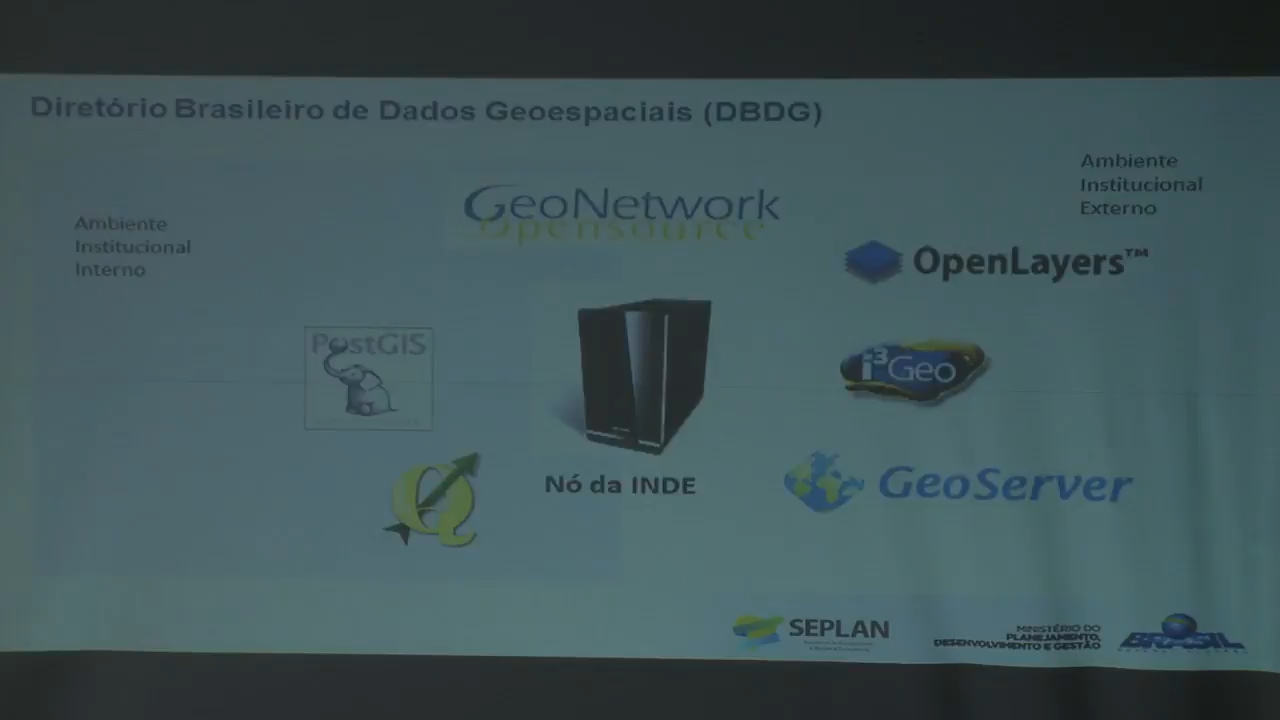 Diretório Brasileiro de Dados Geoespaciais (DBDG)
Ambiente
Institucional
Externo
GeoNetwork
Opensource
Ambiente
Institucional
Interno
OpenLayers™
PostGIS
i³Geo
Nó da INDE
GeoServer
Q
SEPLAN
MINISTÉRIO DO
PLANEJAMENTO,
DESENVOLVIMENTO E GESTÃO
BRASIL